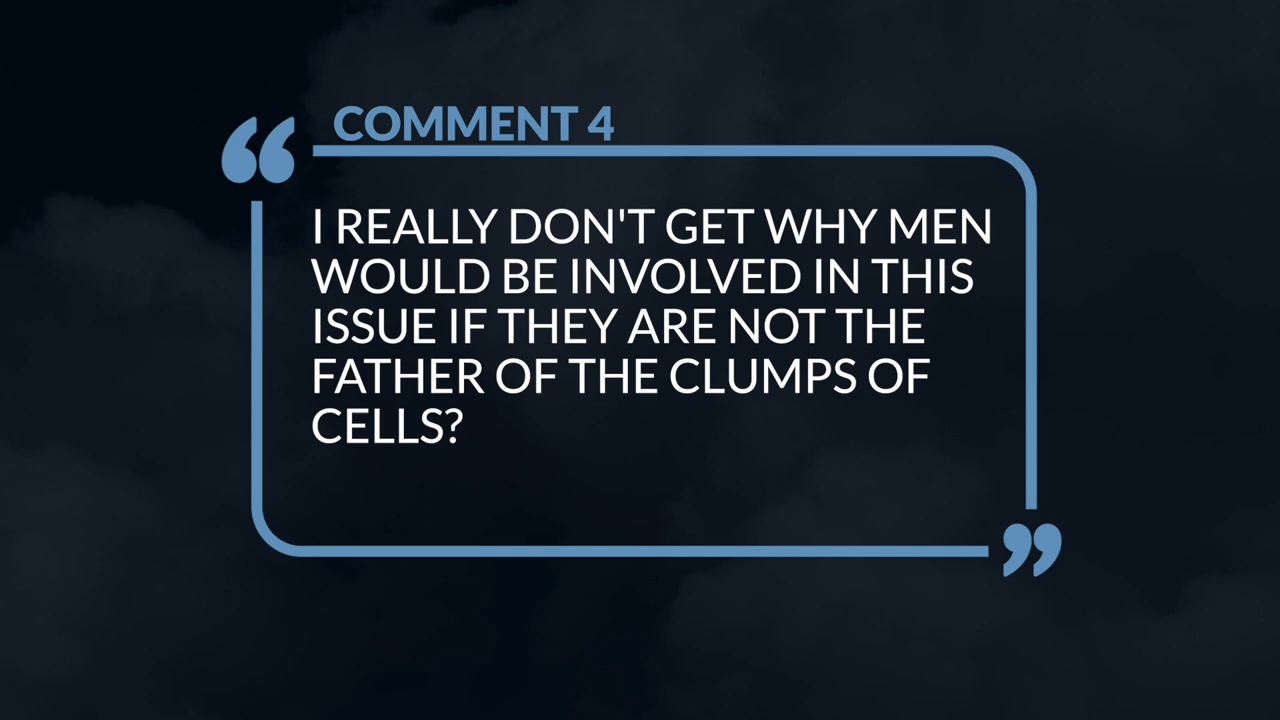 COMMENT 4
I REALLY DON'T GET WHY MEN
WOULD BE INVOLVED IN THIS
ISSUE IF THEY ARE NOT THE
FATHER OF THE CLUMPS OF
CELLS?